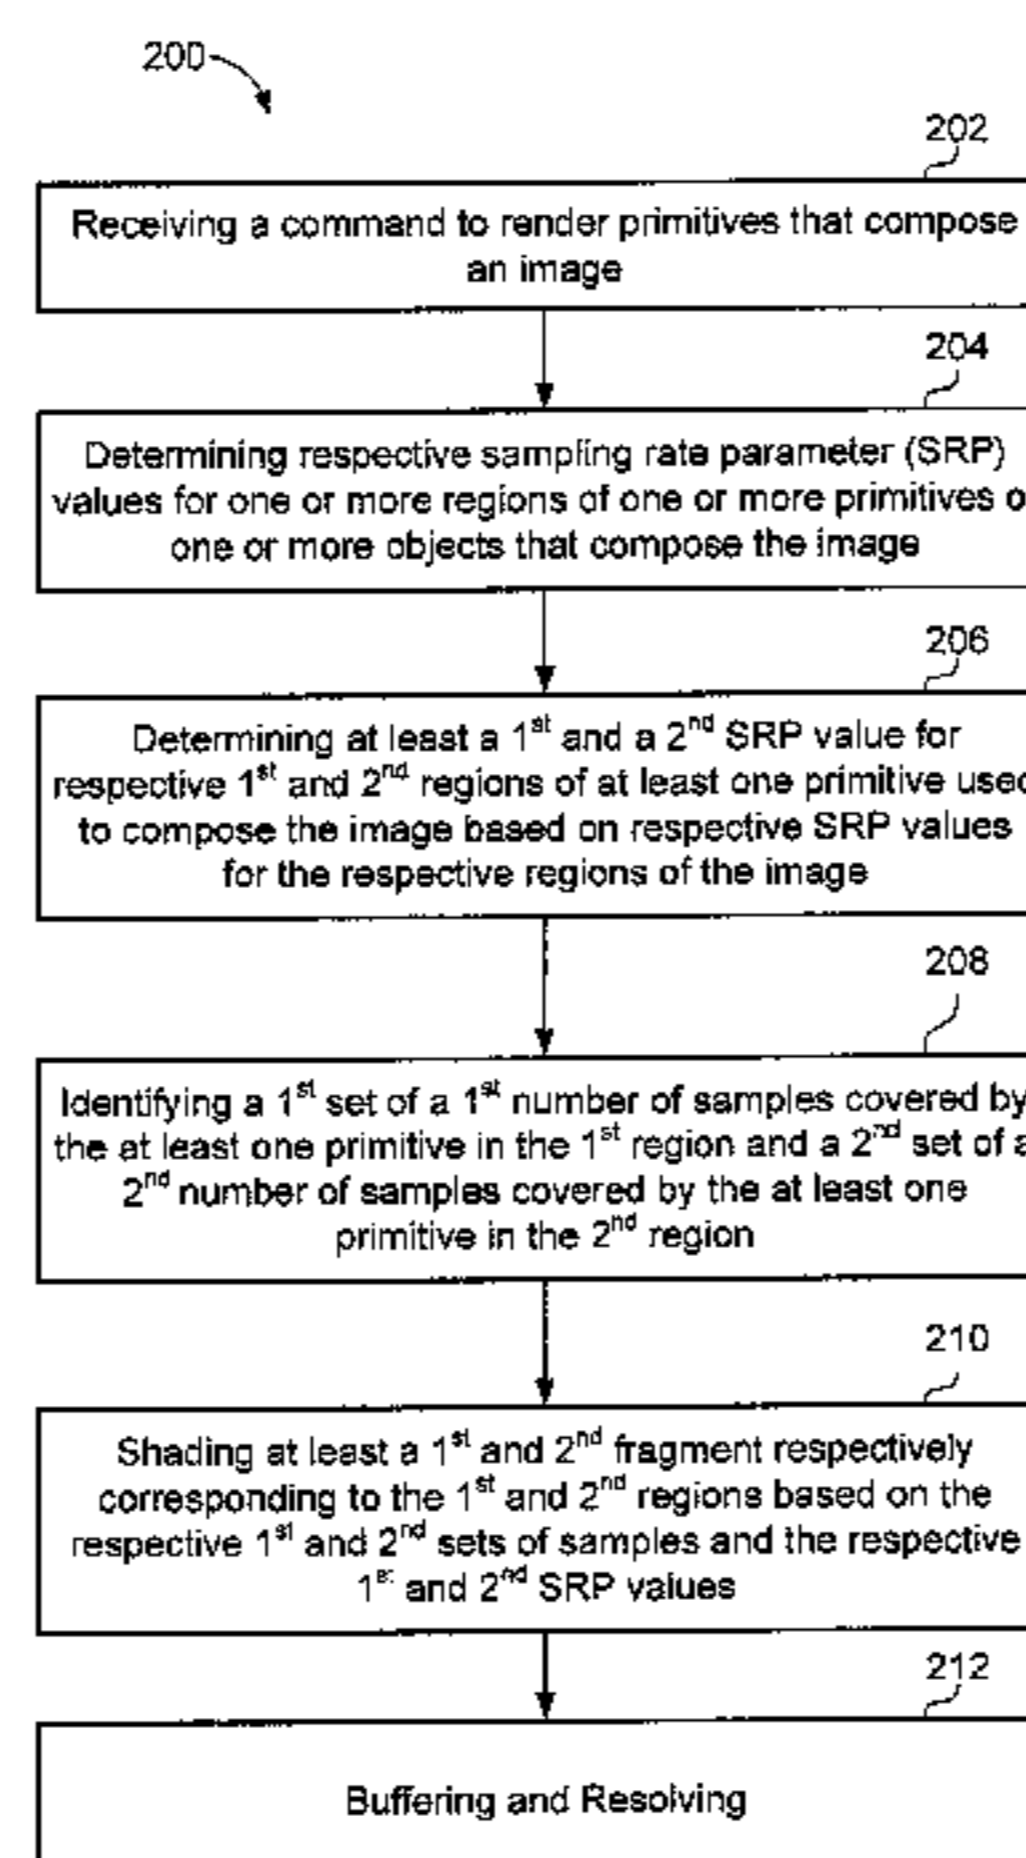 200
202
Receiving a command to render primitives that compose
an image
204
Determining respective sampling rate parameter (SRP)
values for one or more regions of one or more primitives
one or more objects that compose the image
206
Determining at least a 1st and a 2nd SRP value for
respective 1st and 2nd regions of at least one primitive used
to compose the image based on respective SRP values
for the respective regions of the image
208
Identifying a 1st set of a 1st number of samples covered by
the at least one primitive in the 1st region and a 2nd set of a
2nd number of samples covered by the at least one
primitive in the 2nd region
210
Shading at least a 1st and 2nd fragment respectively
corresponding to the 1st and 2nd regions based on the
respective 1st and 2nd sets of samples and the respective
1st and 2nd SRP values
212
Buffering and Resolving